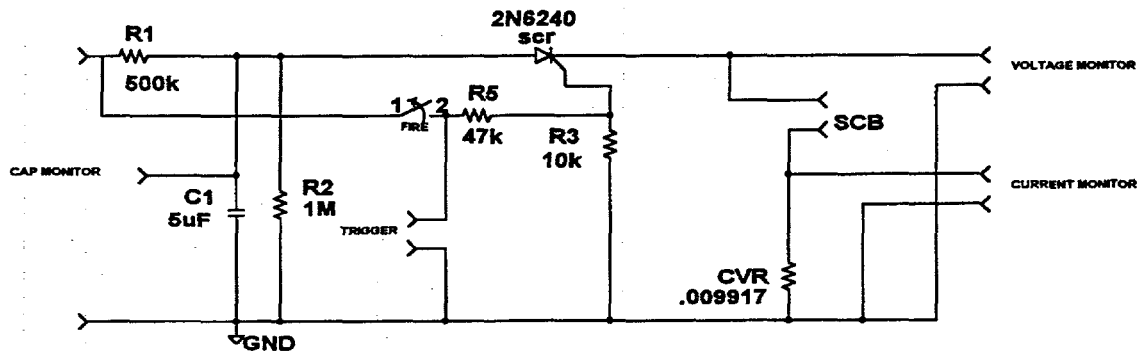 2N6240
scr
R1
500k
VOLTAGE MONITOR
1 2
FIRE
R5
47k
SCB
R3
10k
CAP MONITOR
C1
5uF
R2
1M
CURRENT MONITOR
TRIGGER
CVR
.009917
GND